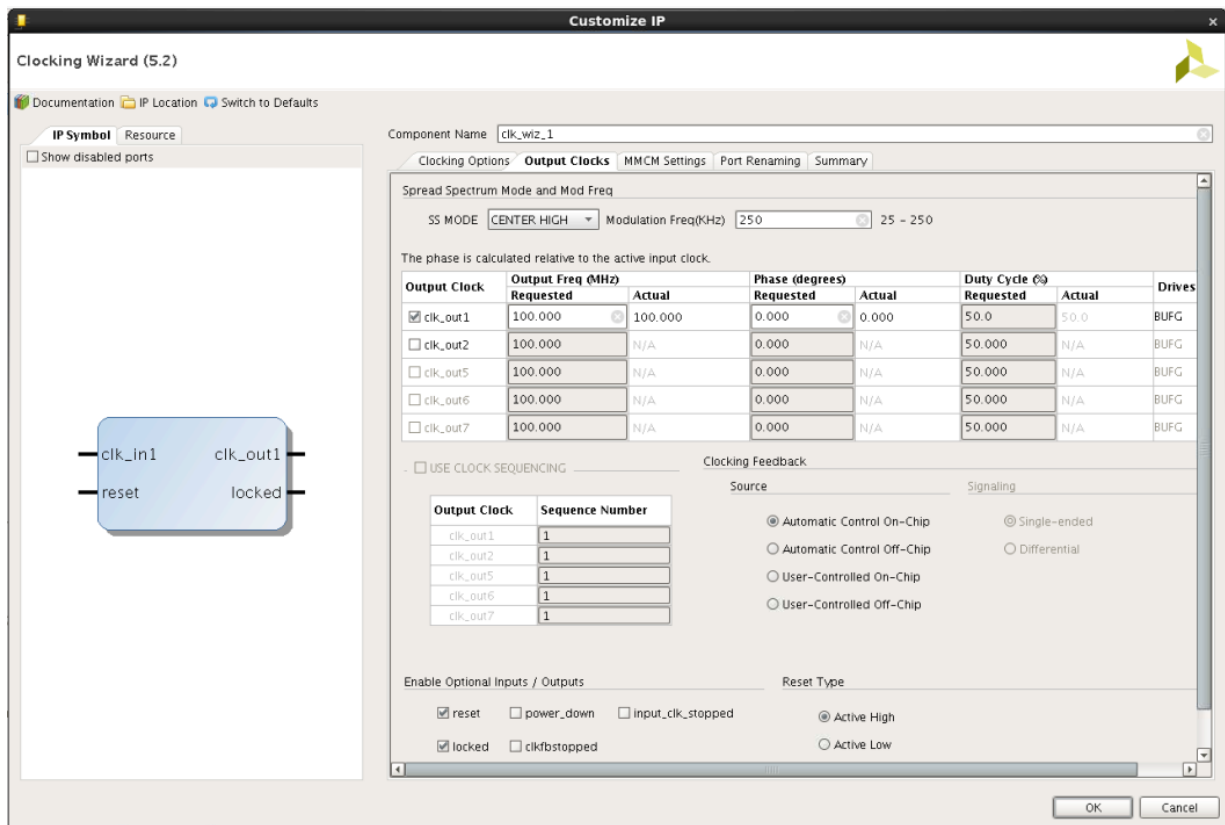 Customize IP
Clocking Wizard (5.2)
Documentation IP Location Switch to Defaults
IP Symbol Resource
Show disabled ports
clk_in1 clk_out1
reset locked
Component Name clk_wiz_1
Clocking Options Output Clocks MMCM Settings Port Renaming Summary
Spread Spectrum Mode and Mod Freq
SS MODE CENTER HIGH Modulation Freq(KHz) 250 25 - 250
The phase is calculated relative to the active input clock.
Output Clock Output Freq (MHz) Phase (degrees) Duty Cycle (%) Drives
Requested Actual Requested Actual Requested Actual
clk_out1 100.000 100.000 0.000 0.000 50.0 50.0 BUFG
clk_out2 100.000 N/A 0.000 N/A 50.000 N/A BUFG
clk_out5 100.000 N/A 0.000 N/A 50.000 N/A BUFG
clk_out6 100.000 N/A 0.000 N/A 50.000 N/A BUFG
clk_out7 100.000 N/A 0.000 N/A 50.000 N/A BUFG
USE CLOCK SEQUENCING
Output Clock Sequence Number
clk_out1 1
clk_out2 1
clk_out5 1
clk_out6 1
clk_out7 1
Clocking Feedback
Source Signaling
Automatic Control On-Chip Single-ended
Automatic Control Off-Chip Differential
User-Controlled On-Chip
User-Controlled Off-Chip
Enable Optional Inputs / Outputs
reset power_down input_clk_stopped
locked clkfbstopped
Reset Type
Active High
Active Low
OK Cancel